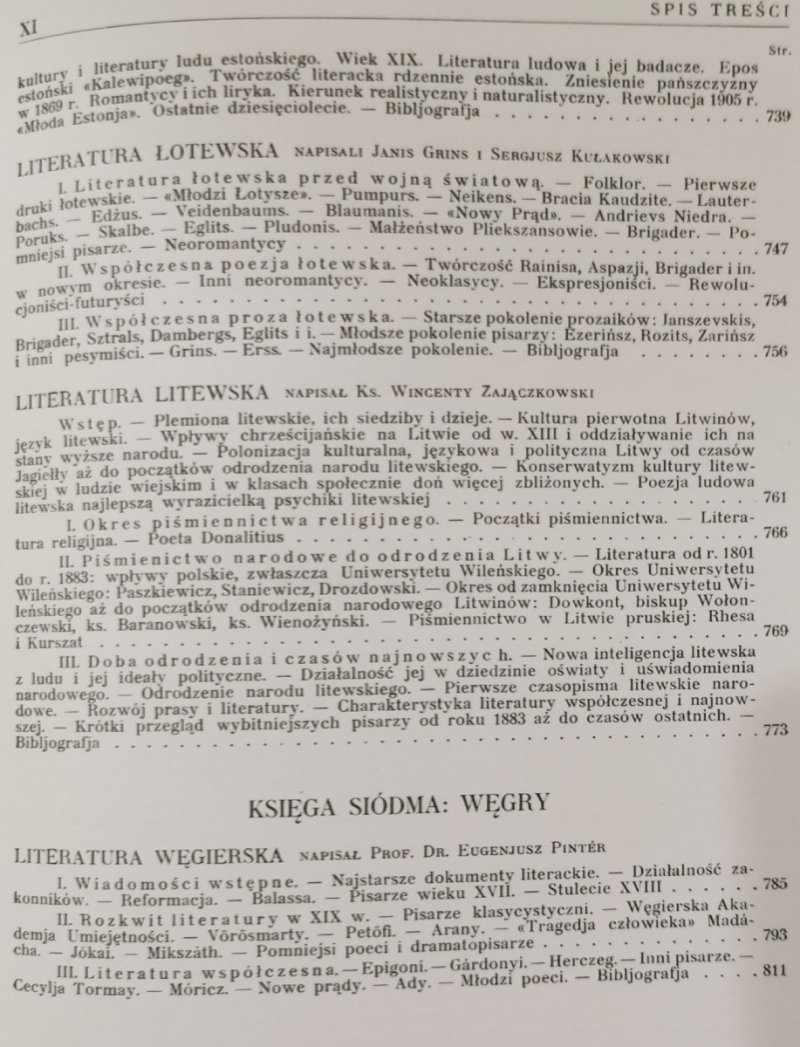 XI
SPIS TREŚCI
Str.
kultury i literatury ludu estońskiego. Wiek XIX. Literatura ludowa i jej badacze. Epos
estoński «Kalewipoeg». Twórczość literacka rdzennie estońska. Zniesienie pańszczyzny
w 1869 r. Romantycy i ich liryka. Kierunek realistyczny i naturalistyczny. Rewolucja 1905 r.
«Młoda Estonja». Ostatnie dziesięciolecie. — Bibljografja . . . . . . . . . . . . . 739
LITERATURA ŁOTEWSKA NAPISALI JANIS GRINS I SERGJUSZ KUŁAKOWSKI
I. Literatura łotewska przed wojną światową. — Folklor. — Pierwsze
druki łotewskie. — «Młodzi Łotysze». — Pumpurs. — Neikens. — Bracia Kaudzite. — Lauter-
bachs. — Edżus. — Veidenbaums. — Blaumanis. — «Nowy Prąd». — Andrievs Niedra. —
Poruks. — Skalbe. — Eglits. — Pludonis. — Małżeństwo Pliekszansowie. — Brigader. — Po-
mniejsi pisarze. — Neoromantycy . . . . . . . . . . . . . . . . . . . . . 747
II. Współczesna poezja łotewska. — Twórczość Rainisa, Aspazji, Brigader i in.
w nowym okresie. — Inni neoromantycy. — Neoklasycy. — Ekspresjoniści. — Rewolu-
cjoniści-futuryści . . . . . . . . . . . . . . . . . . . . . . . . . . . 754
III. Współczesna proza łotewska. — Starsze pokolenie prozaików: Janszevskis,
Brigader, Sztrals, Dambergs, Eglits i i. — Młodsze pokolenie pisarzy: Ezerińsz, Rozits, Zarińsz
i inni pesymiści. — Grins. — Erss. — Najmłodsze pokolenie. — Bibljografja . . . . . . . . 756
LITERATURA LITEWSKA NAPISAŁ KS. WINCENTY ZAJĄCZKOWSKI
Wstęp. — Plemiona litewskie, ich siedziby i dzieje. — Kultura pierwotna Litwinów,
język litewski. — Wpływy chrześcijańskie na Litwie od w. XIII i oddziaływanie ich na
stany wyższe narodu. — Polonizacja kulturalna, językowa i polityczna Litwy od czasów
Jagiełły aż do początków odrodzenia narodu litewskiego. — Konserwatyzm kultury litew-
skiej w ludzie wiejskim i w klasach społecznie doń więcej zbliżonych. — Poezja ludowa
litewska najlepszą wyrazicielką psychiki litewskiej . . . . . . . . . . . . . . . 761
I. Okres piśmiennictwa religijnego. — Początki piśmiennictwa. — Litera-
tura religijna. — Poeta Donalitius . . . . . . . . . . . . . . . . . . . . . 766
II. Piśmienictwo narodowe do odrodzenia Litwy. — Literatura od r. 1801
do r. 1883: wpływy polskie, zwłaszcza Uniwersytetu Wileńskiego. — Okres Uniwersytetu
Wileńskiego: Paszkiewicz, Staniewicz, Drozdowski. — Okres od zamknięcia Uniwersytetu Wi-
leńskiego aż do początków odrodzenia narodowego Litwinów: Dowkont, biskup Wołon-
czewski, ks. Baranowski, ks. Wienożyński. — Piśmiennictwo w Litwie pruskiej: Rhesa
i Kurszat . . . . . . . . . . . . . . . . . . . . . . . . . . . . . . 769
III. Doba odrodzenia i czasów najnowszych. — Nowa inteligencja litewska
z ludu i jej ideały polityczne. — Działalność jej w dziedzinie oświaty i uświadomienia
narodowego. — Odrodzenie narodu litewskiego. — Pierwsze czasopisma litewskie naro-
dowe. — Rozwój prasy i literatury. — Charakterystyka literatury współczesnej i najnow-
szej. — Krótki przegląd wybitniejszych pisarzy od roku 1883 aż do czasów ostatnich. —
Bibljografja . . . . . . . . . . . . . . . . . . . . . . . . . . . . . 773
KSIĘGA SIÓDMA: WĘGRY
LITERATURA WĘGIERSKA NAPISAŁ PROF. DR. EUGENJUSZ PINTÉR
I. Wiadomości wstępne. — Najstarsze dokumenty literackie. — Działalność za-
konników. — Reformacja. — Balassa. — Pisarze wieku XVII. — Stulecie XVIII . . . . . . 785
II. Rozkwit literatury w XIX w. — Pisarze klasycystyczni. — Węgierska Aka-
demja Umiejętności. — Vörösmarty. — Petöfi. — Arany. — «Tragedja człowieka» Madá-
cha. — Jókai. — Mikszáth. — Pomniejsi poeci i dramatopisarze . . . . . . . . . . . 793
III. Literatura współczesna. — Epigoni. — Gárdonyi. — Herczeg. — Inni pisarze. —
Cecylja Tormay. — Móricz. — Nowe prądy. — Ady. — Młodzi poeci. — Bibljografja . . . . 811